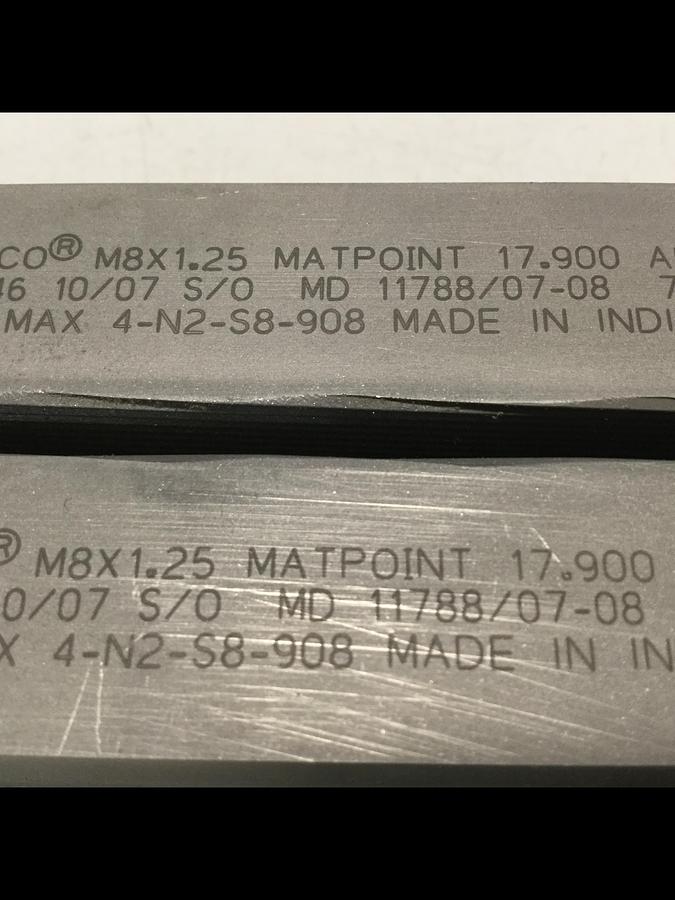 CO® M8X1.25 MATPOINT 17.900 A
46 10/07 S/O MD 11788/07-08 7
MAX 4-N2-S8-908 MADE IN INDI
® M8X1.25 MATPOINT 17.900
0/07 S/O MD 11788/07-08
X 4-N2-S8-908 MADE IN IN